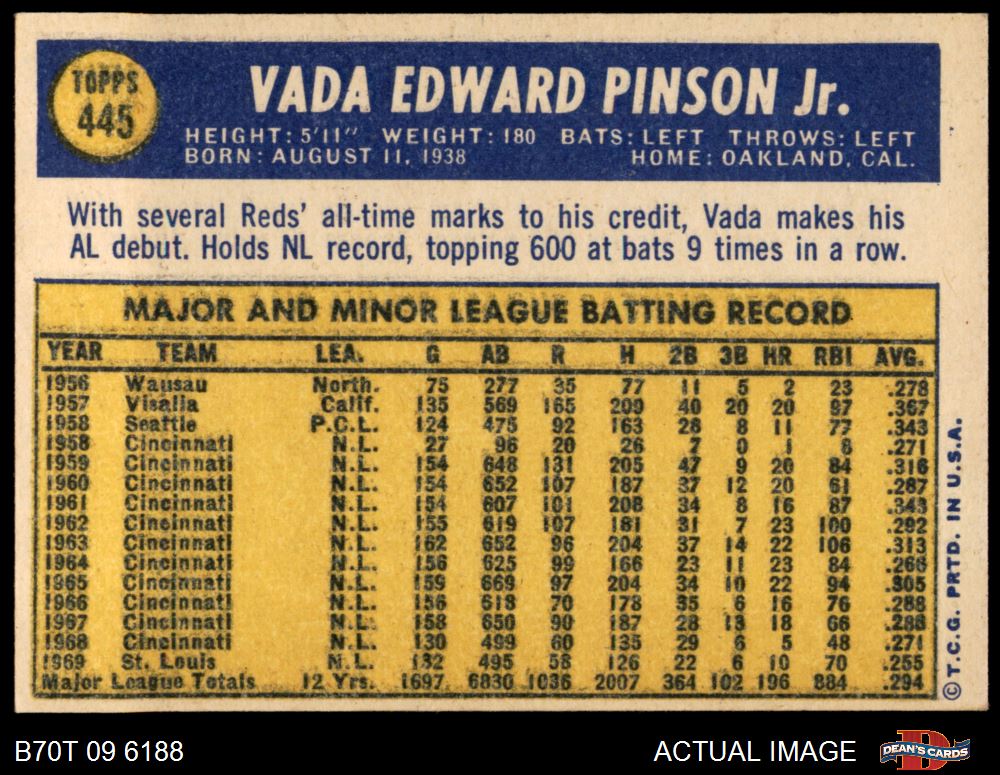 TOPPS
445
VADA EDWARD PINSON Jr.
HEIGHT: 5'11" WEIGHT: 180 BATS: LEFT THROWS: LEFT
BORN: AUGUST 11, 1938 HOME: OAKLAND, CAL.
With several Reds' all-time marks to his credit, Vada makes his
AL debut. Holds NL record, topping 600 at bats 9 times in a row.
MAJOR AND MINOR LEAGUE BATTING RECORD
YEAR TEAM LEA. G AB R H 2B 3B HR RBI AVG.
1956 Wausau North. 75 277 35 77 11 5 2 23 .278
1957 Visalia Calif. 135 569 165 209 40 20 20 97 .367
1958 Seattle P.C.L. 124 475 92 163 28 8 11 77 .343
1958 Cincinnati N.L. 27 96 20 26 7 0 1 8 .271
1959 Cincinnati N.L. 154 648 131 205 47 9 20 84 .316
1960 Cincinnati N.L. 154 652 107 187 37 12 20 61 .287
1961 Cincinnati N.L. 154 607 101 208 34 8 16 87 .343
1962 Cincinnati N.L. 155 619 107 181 31 7 23 100 .292
1963 Cincinnati N.L. 162 652 96 204 37 14 22 106 .313
1964 Cincinnati N.L. 156 625 99 166 23 11 23 84 .266
1965 Cincinnati N.L. 159 669 97 204 34 10 22 94 .305
1966 Cincinnati N.L. 156 618 70 178 35 6 16 76 .288
1967 Cincinnati N.L. 158 650 90 187 28 13 18 66 .288
1968 Cincinnati N.L. 130 499 60 135 29 6 5 48 .271
1969 St. Louis N.L. 132 495 58 126 22 6 10 70 .255
Major League Totals 12 Yrs. 1697 6830 1036 2007 364 102 196 884 .294
© T.C.G. PRTD. IN U.S.A.
B70T 09 6188
ACTUAL IMAGE
DEAN'S CARDS